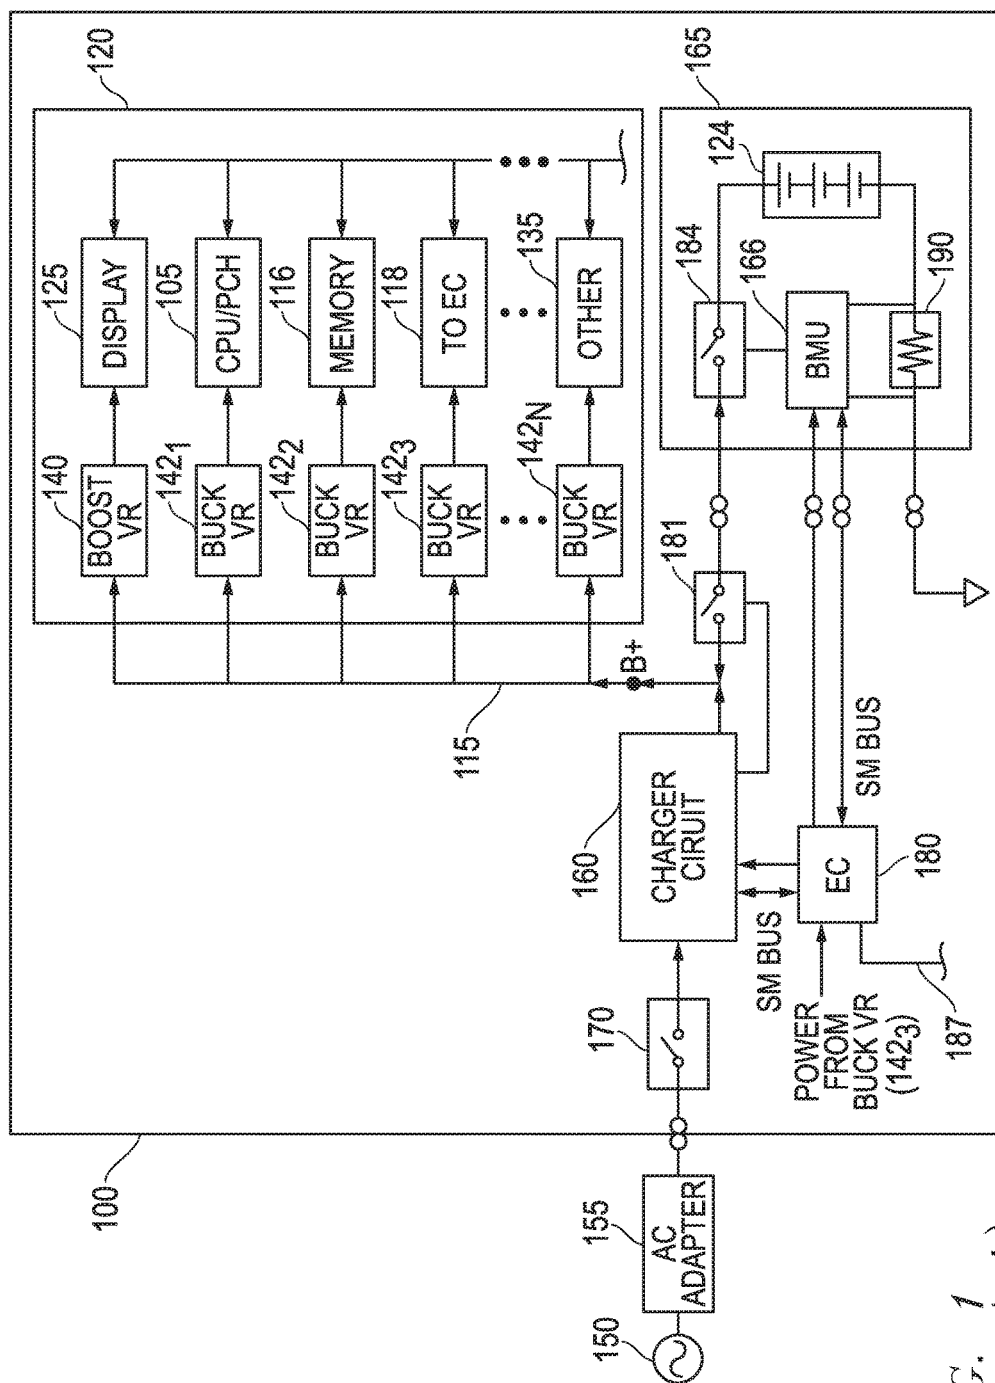 100
120
125
DISPLAY
140
BOOST
VR
105
CPU/PCH
142₁
BUCK
VR
116
MEMORY
142₂
BUCK
VR
118
TO EC
142₃
BUCK
VR
135
OTHER
142N
BUCK
VR
115
B+
150
155
AC
ADAPTER
170
160
CHARGER
CIRUIT
181
165
124
184
166
BMU
190
SM BUS
SM BUS
EC
180
POWER
FROM
BUCK VR
(142₃)
187